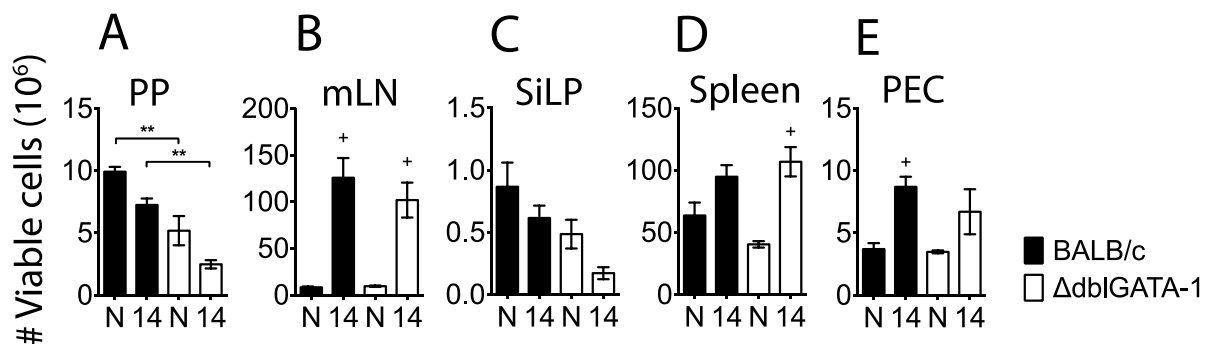 A B C D E
PP mLN SiLP Spleen PEC
# Viable cells (10⁶)
15 10 5 0
** **
N 14 N 14
200 150 100 50 0
+ +
N 14 N 14
1.5 1.0 0.5 0.0
N 14 N 14
150 100 50 0
+
N 14 N 14
15 10 5 0
+
N 14 N 14
BALB/c
ΔdblGATA-1